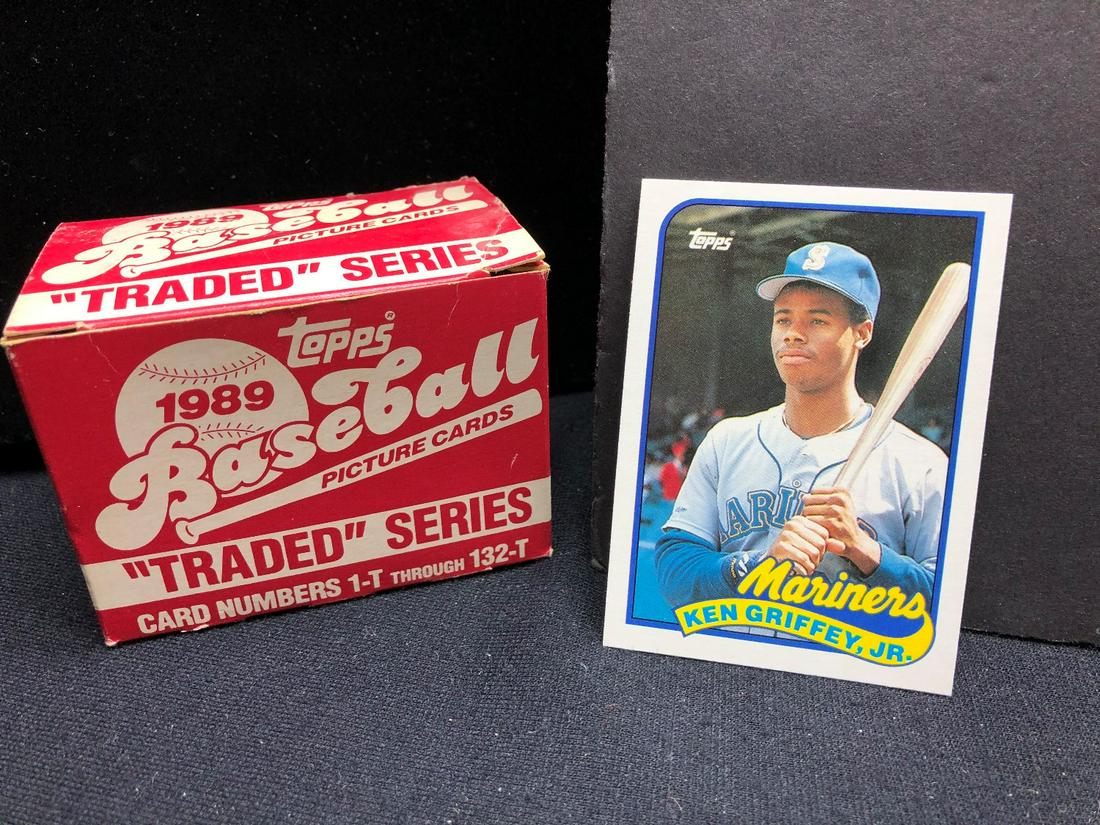 topps
1989
Baseball
PICTURE CARDS
"TRADED" SERIES
topps®
1989
Baseball
PICTURE CARDS
"TRADED" SERIES
CARD NUMBERS 1-T THROUGH 132-T
topps
S
MARI
Mariners
KEN GRIFFEY, JR.